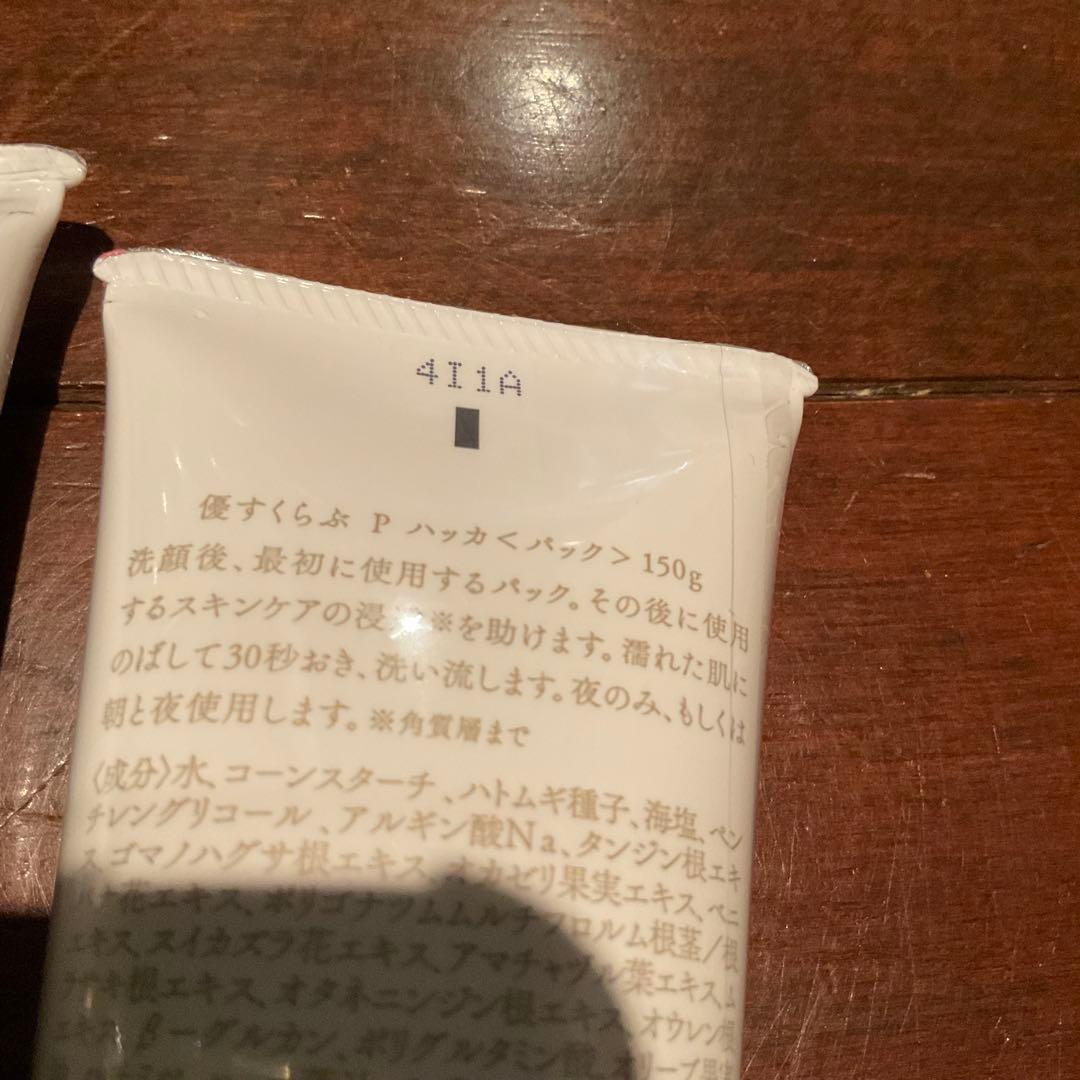 4I1A
優すくらぶ P ハッカ<パック>150g
洗顔後、最初に使用するパック。その後に使用
するスキンケアの浸 ※を助けます。濡れた肌に
のばして30秒おき、洗い流します。夜のみ、もしくは
朝と夜使用します。※角質層まで
〈成分〉水、コーンスターチ、ハトムギ種子、海塩、ペン
チレングリコール、アルギン酸Na、タンジン根エキ
ス、ゴマノハグサ根エキス、オカゼリ果実エキス、ベニ
バナ花エキス、ポリゴナツムムルチフロルム根茎/根
エキス、スイカズラ花エキス、アマチャヅル葉エキス、ム
根エキス、オタネニンジン根エキス、オウレン根
エキス、β-グルカン、ポリグルタミン酸、オリーブ果実